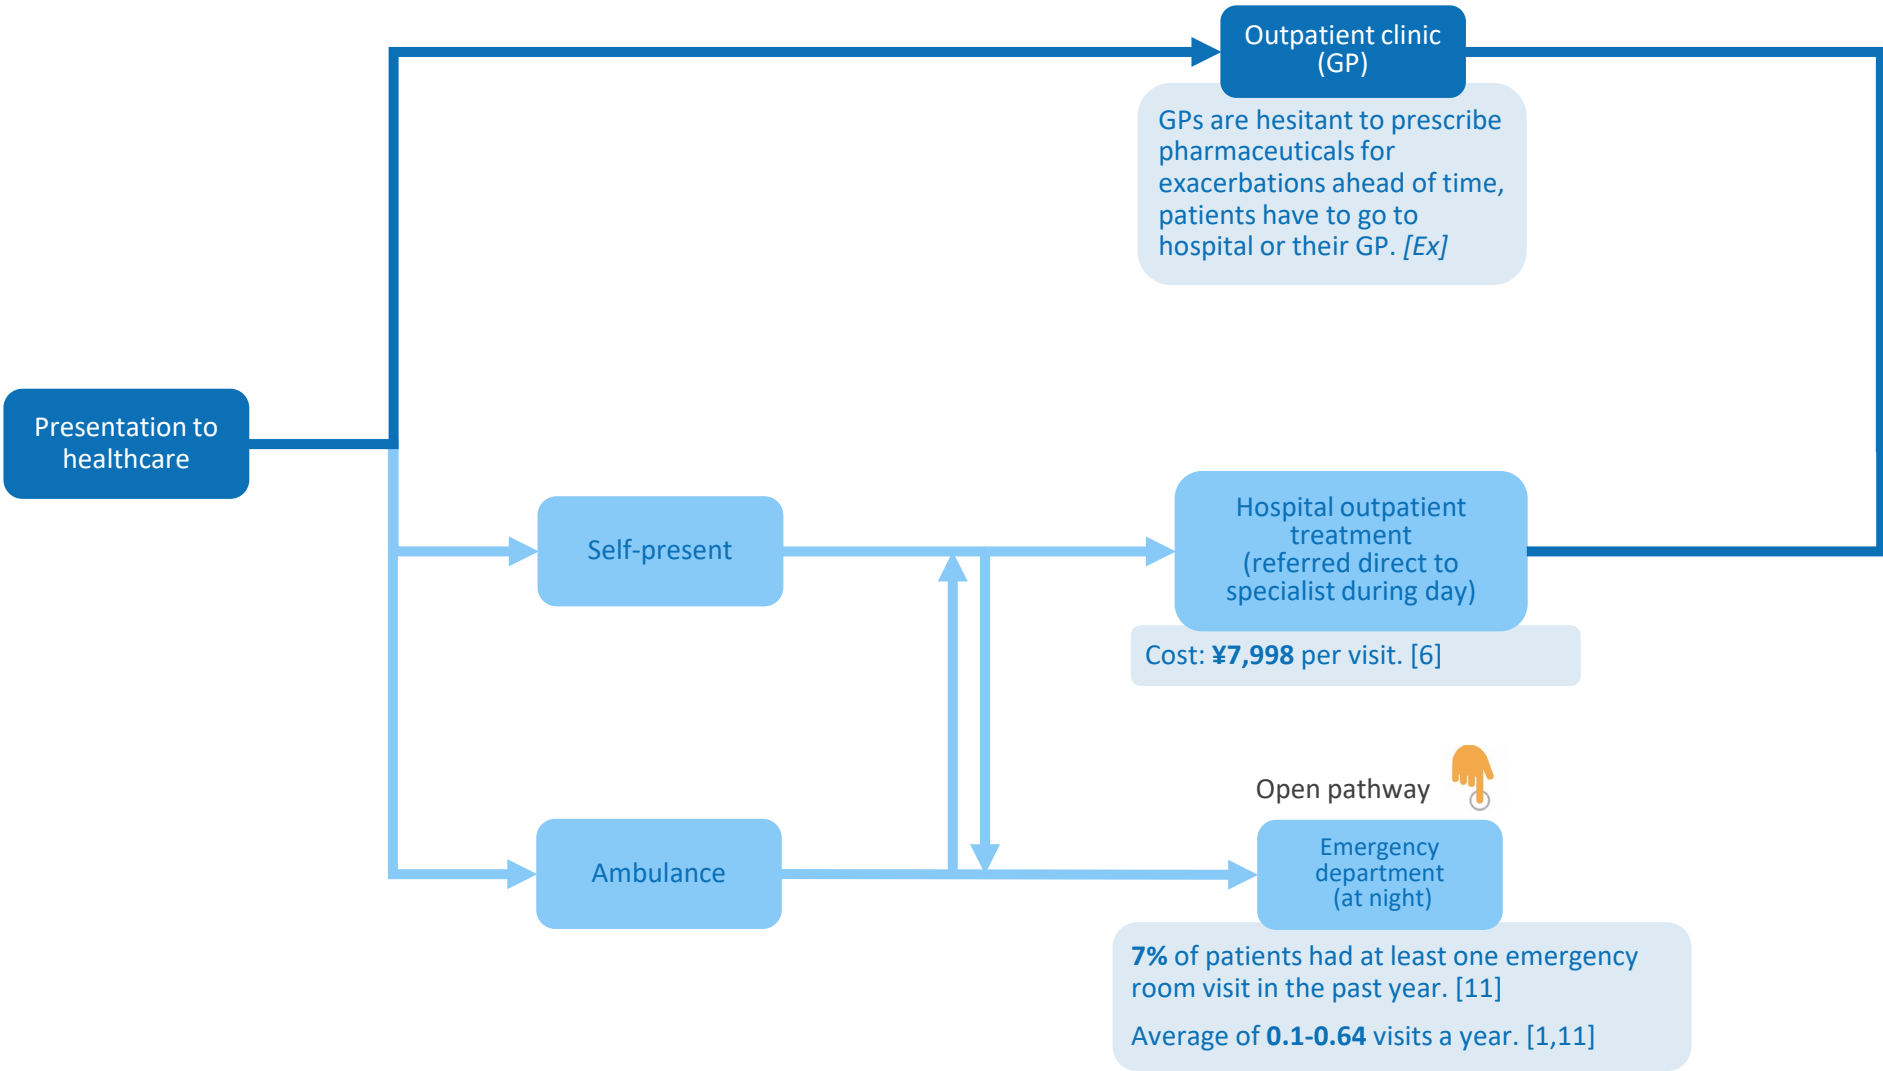 Outpatient clinic
(GP)
GPs are hesitant to prescribe
pharmaceuticals for
exacerbations ahead of time,
patients have to go to
hospital or their GP. [Ex]
Presentation to
healthcare
Self-present
Hospital outpatient
treatment
(referred direct to
specialist during day)
Cost: ¥7,998 per visit. [6]
Open pathway
Ambulance
Emergency
department
(at night)
7% of patients had at least one emergency
room visit in the past year. [11]
Average of 0.1-0.64 visits a year. [1,11]